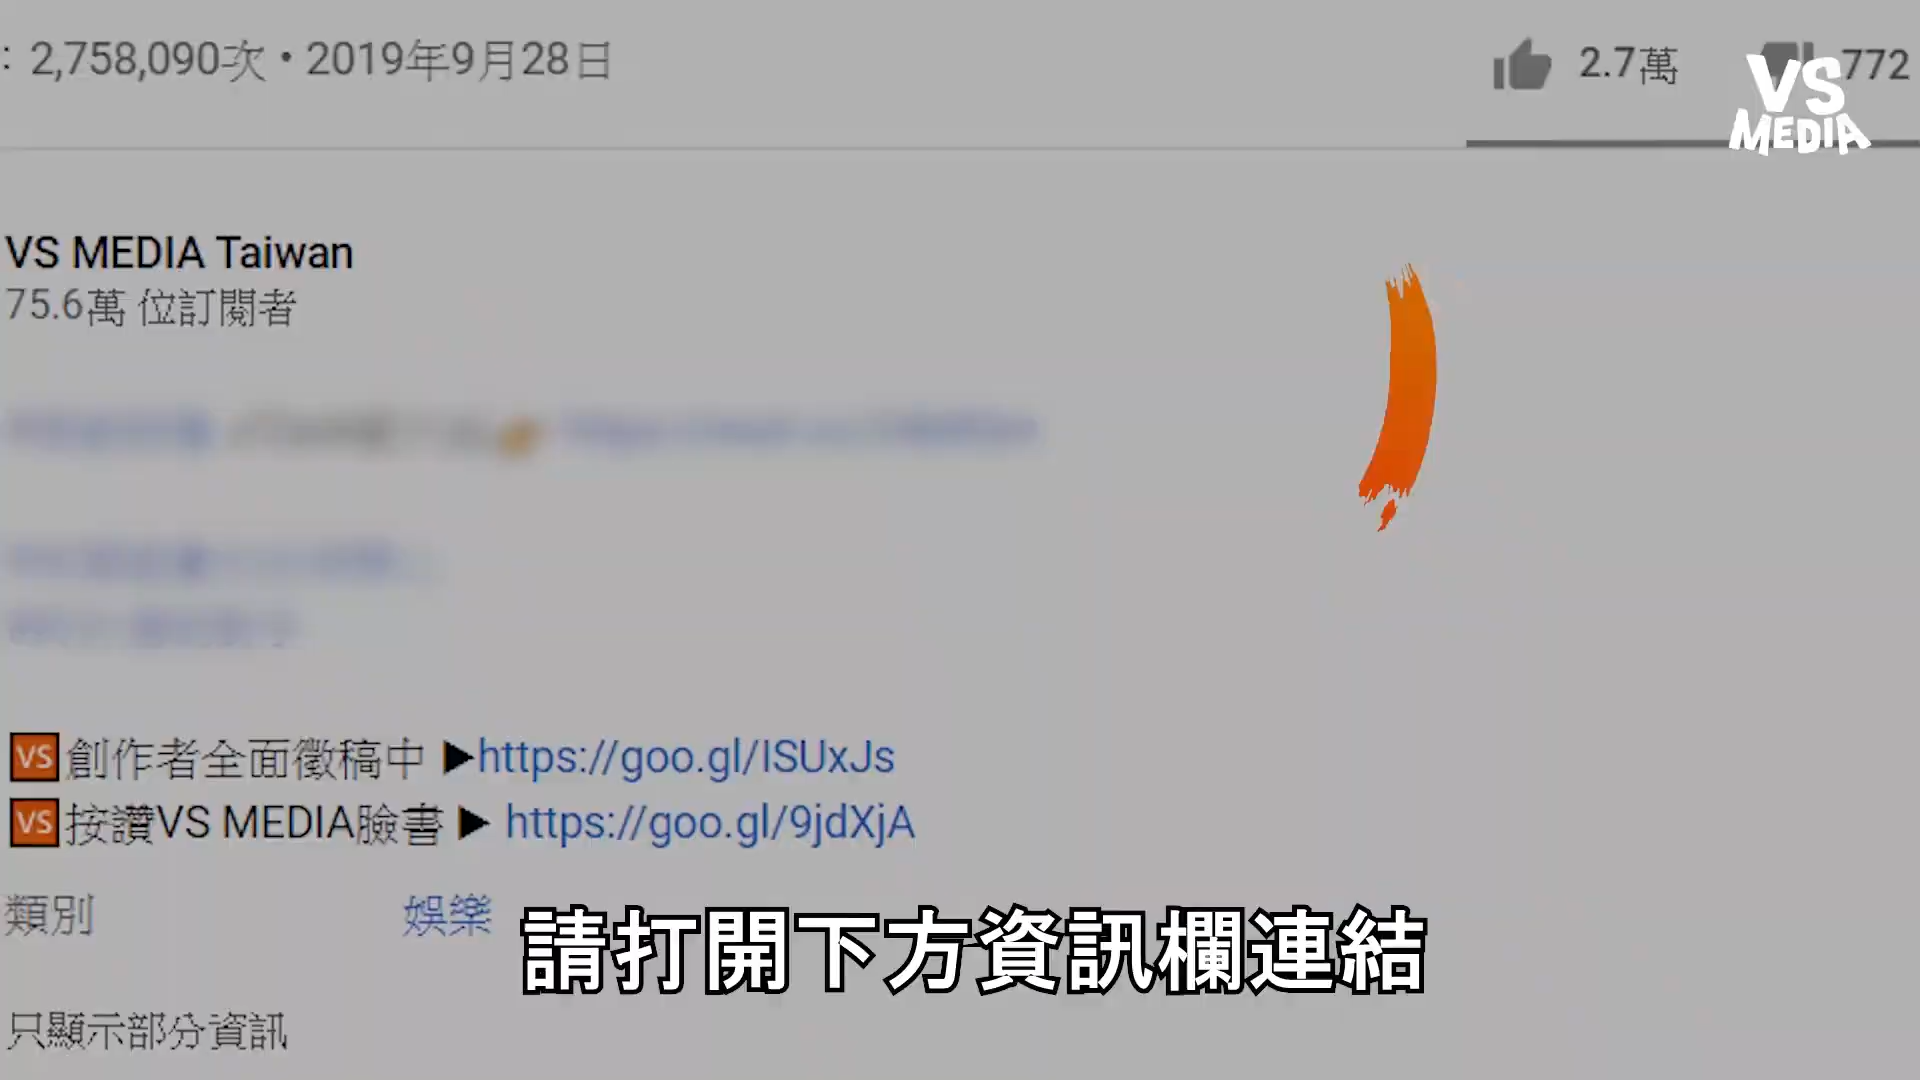 : 2,758,090次 • 2019年9月28日
2.7萬
772
VS
MEDIA
VS MEDIA Taiwan
75.6萬 位訂閱者
VS 創作者全面徵稿中 ▶https://goo.gl/ISUxJs
VS 按讚VS MEDIA臉書 ▶ https://goo.gl/9jdXjA
類別 娛樂
請打開下方資訊欄連結
只顯示部分資訊